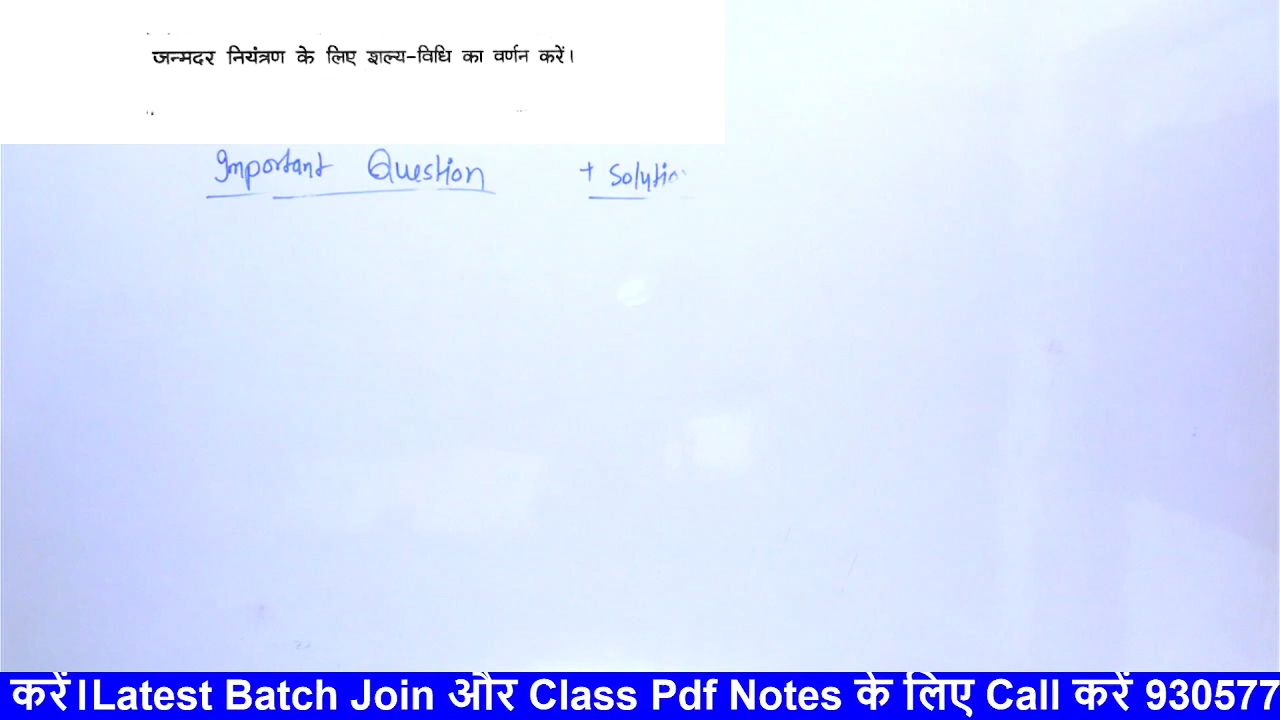 जन्मदर नियंत्रण के लिए शल्य-विधि का वर्णन करें।
Important Question + Solution
करें।Latest Batch Join और Class Pdf Notes के लिए Call करें 930577